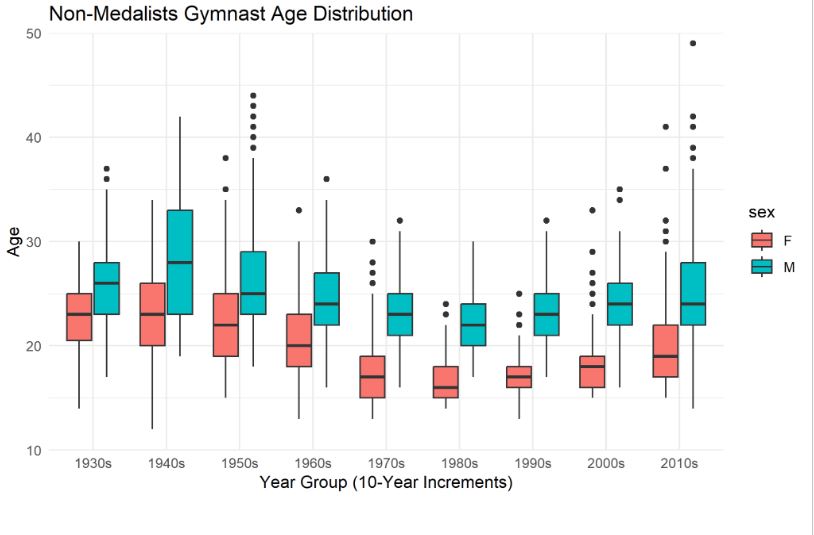 Non-Medalists Gymnast Age Distribution
50
40
30
20
10
Age
1930s 1940s 1950s 1960s 1970s 1980s 1990s 2000s 2010s
Year Group (10-Year Increments)
sex
F
M